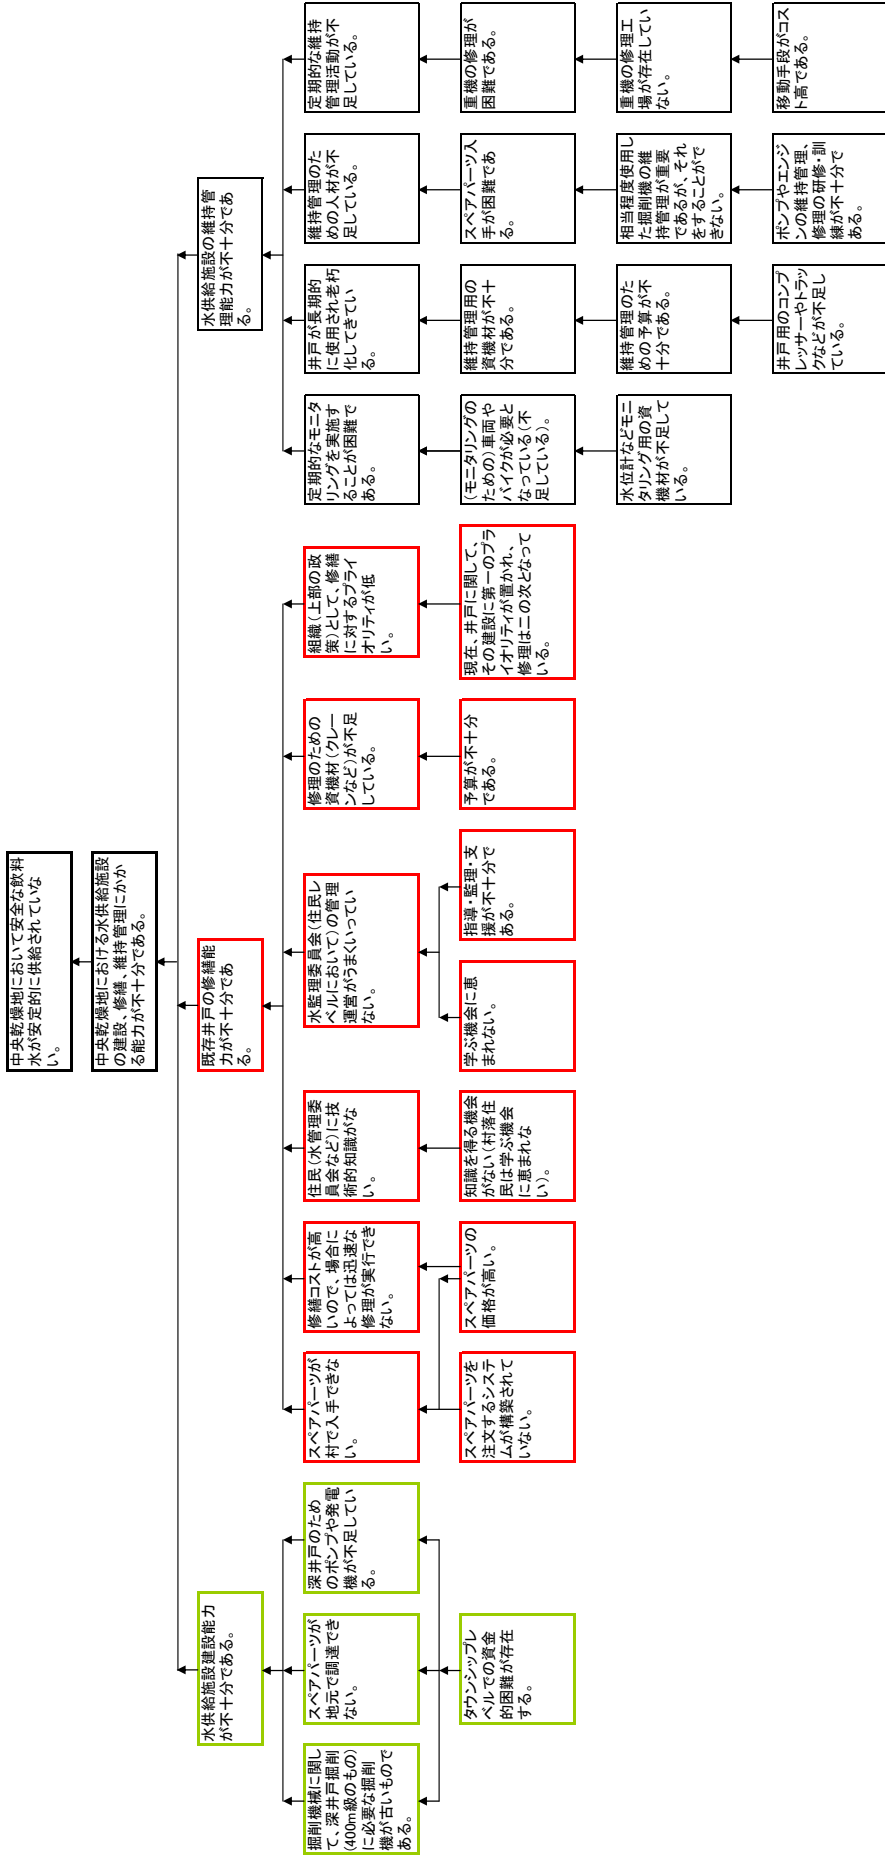 中央乾燥地において安全な飲料
水が安定的に供給されていな
い。
中央乾燥地における水供給施設
の建設、修繕、維持管理にかか
る能力が不十分である。
水供給施設建設能力
が不十分である。
掘削機械に関し
て、深井戸掘削
(400m級のもの)
に必要な掘削
機が古いもので
ある。
スペアパーツが
地元で調達でき
ない。
深井戸のため
のポンプや発電
機が不足してい
る。
タウンシップレ
ベルでの資金
的困難が存在
する。
既存井戸の修繕能
力が不十分であ
る。
スペアパーツが
村で入手できな
い。
修繕コストが高
いので、場合に
よっては迅速な
修理が実行でき
ない。
住民(水管理委
員会など)に技
術的知識がな
い。
水監理委員会(住民レ
ベルにおいて)の管理
運営がうまくいってい
ない。
修理のための
資機材(クレー
ンなど)が不足
している。
組織(上部の政
策)として、修繕
に対するプライ
オリティが低
い。
スペアパーツを
注文するシステ
ムが構築されて
いない。
スペアパーツの
価格が高い。
知識を得る機会
がない(村落住
民は学ぶ機会
に恵まれな
い)。
学ぶ機会に恵
まれない。
指導・監理・支
援が不十分で
ある。
予算が不十分
である。
現在、井戸に関して、
その建設に第一のプラ
イオリティが置かれ、
修理は二の次となって
いる。
水供給施設の維持管
理能力が不十分であ
る。
定期的なモニタ
リングを実施す
ることが困難で
ある。
井戸が長期的
に使用され老朽
化してきてい
る。
維持管理のた
めの人材が不
足している。
定期的な維持
管理活動が不
足している。
(モニタリングの
ための)車両や
バイクが必要と
なっている(不
足している)。
維持管理用の
資機材が不十
分である。
スペアパーツ入
手が困難であ
る。
重機の修理が
困難である。
水位計などモニ
タリング用の資
機材が不足して
いる。
維持管理のた
めの予算が不
十分である。
相当程度使用し
た掘削機の維
持管理が重要
であるが、それ
をすることがで
きない。
重機の修理工
場が存在してい
ない。
井戸用のコンプ
レッサーやトラッ
クなどが不足し
ている。
ポンプやエンジ
ンの維持管理、
修理の研修・訓
練が不十分で
ある。
移動手段がコス
ト高である。